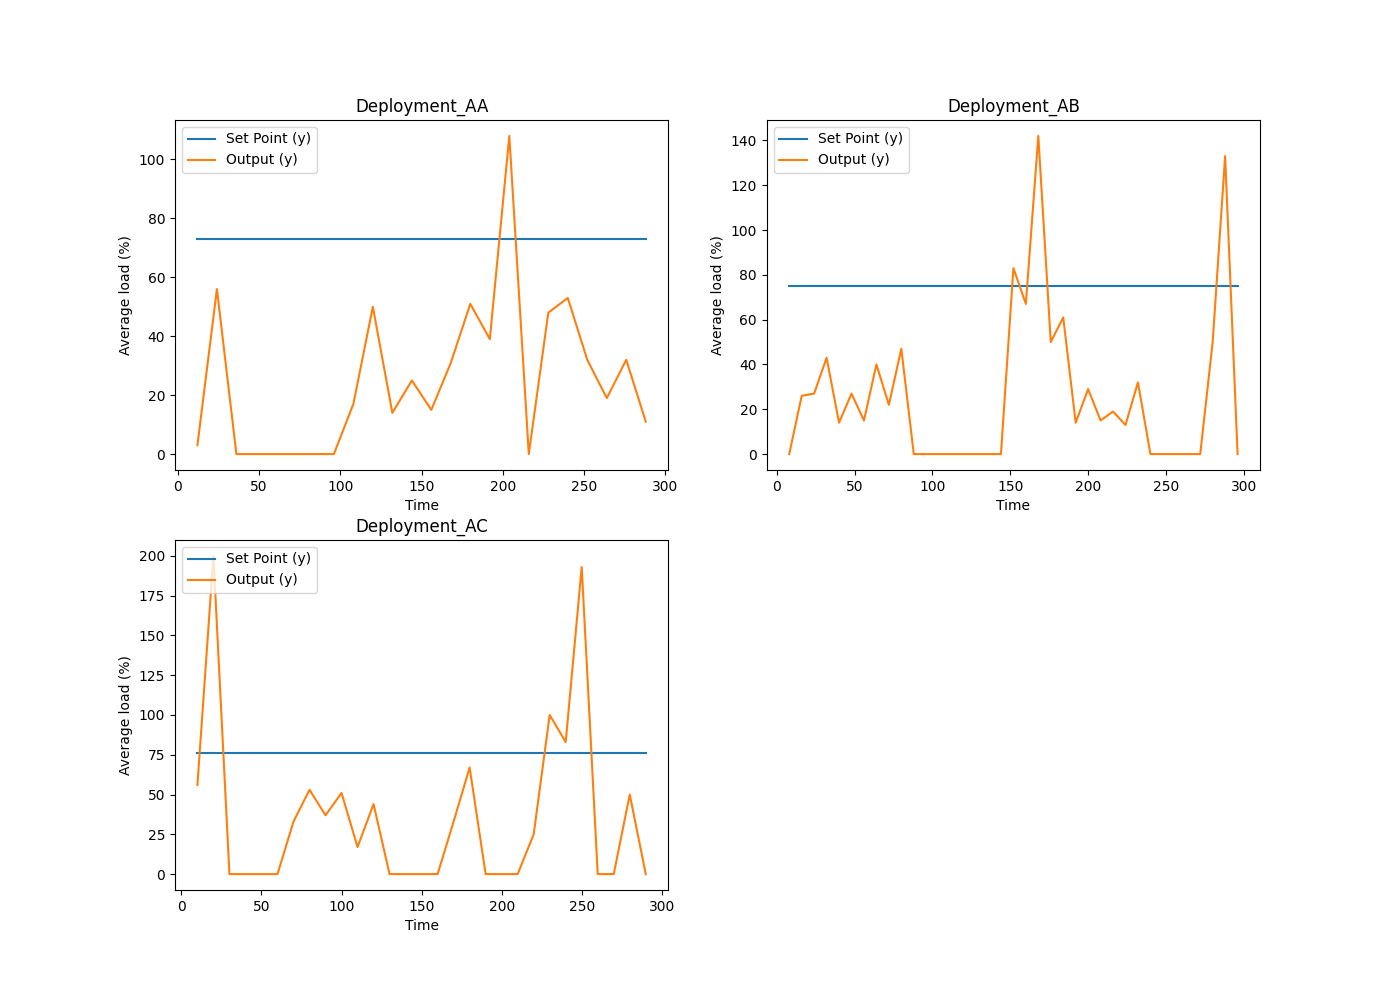 Deployment_AA
Set Point (y)
Output (y)
100
80
60
40
20
0
Average load (%)
0 50 100 150 200 250 300
Time
Deployment_AB
Set Point (y)
Output (y)
140
120
100
80
60
40
20
0
Average load (%)
0 50 100 150 200 250 300
Time
Deployment_AC
Set Point (y)
Output (y)
200
175
150
125
100
75
50
25
0
Average load (%)
0 50 100 150 200 250 300
Time